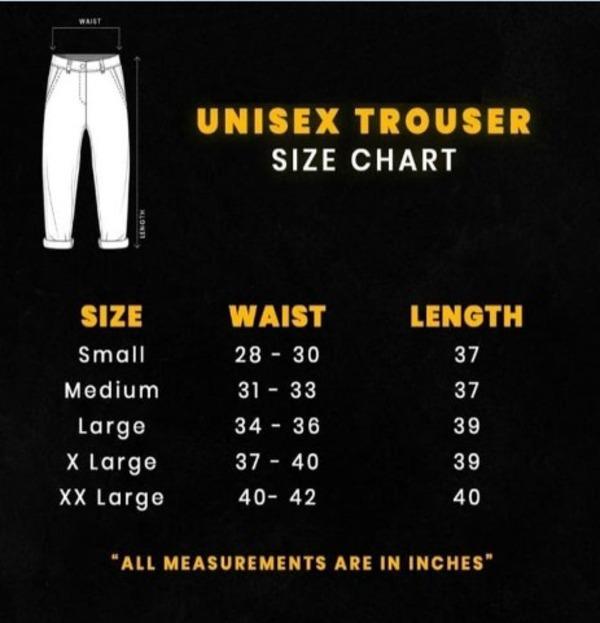 WAIST
LENGTH
UNISEX TROUSER
SIZE CHART
SIZE WAIST LENGTH
Small 28 - 30 37
Medium 31 - 33 37
Large 34 - 36 39
X Large 37 - 40 39
XX Large 40- 42 40
"ALL MEASUREMENTS ARE IN INCHES"